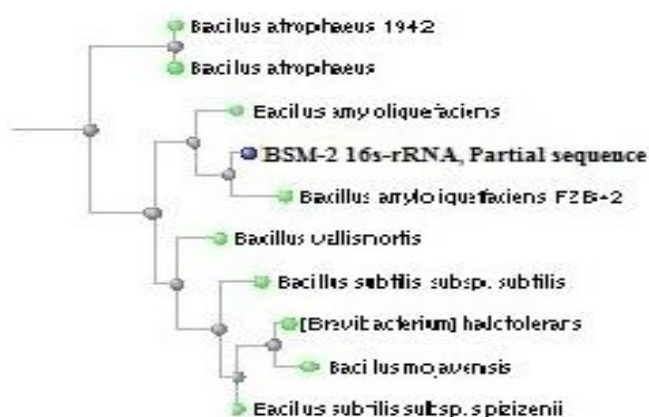 Bacillus atrophaeus 1942
Bacillus atrophaeus
Bacillus amyloliquefaciens
BSM-2 16s-rRNA, Partial sequence
Bacillus amyloliquefaciens FZB42
Bacillus vallismortis
Bacillus subtilis subsp. subtilis
[Brevibacterium] halotolerans
Bacillus mojavensis
Bacillus subtilis subsp. spizizenii